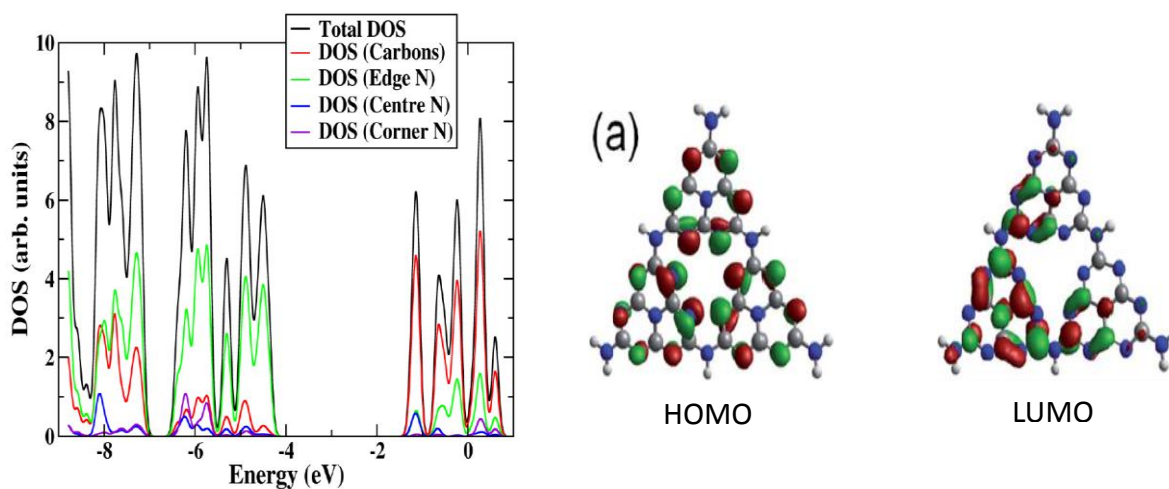 Total DOS
DOS (Carbons)
DOS (Edge N)
DOS (Centre N)
DOS (Corner N)
DOS (arb. units)
10
8
6
4
2
0
-8
-6
-4
-2
0
Energy (eV)
(a)
HOMO
LUMO